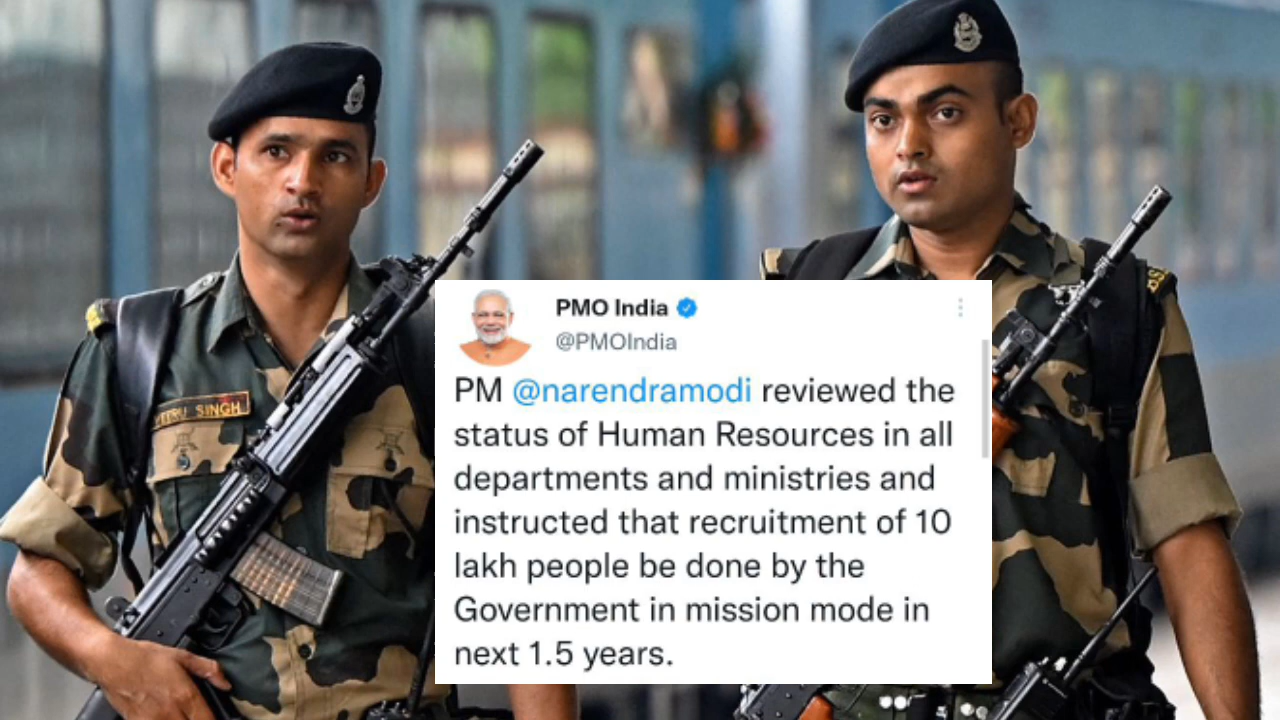 SINGH
PMO India
@PMOIndia
PM @narendramodi reviewed the
status of Human Resources in all
departments and ministries and
instructed that recruitment of 10
lakh people be done by the
Government in mission mode in
next 1.5 years.